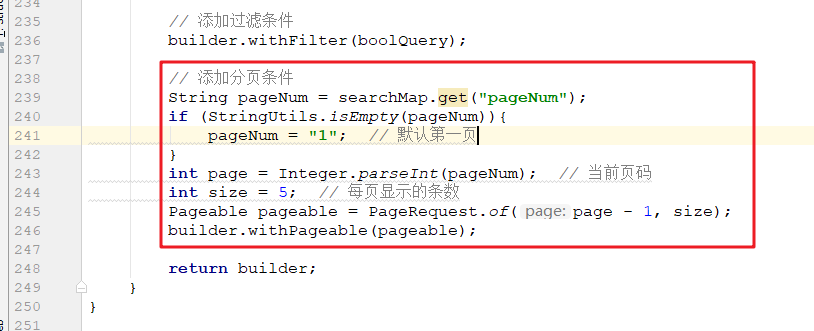 234
235 // 添加过滤条件
236 builder.withFilter(boolQuery);
237
238 // 添加分页条件
239 String pageNum = searchMap.get("pageNum");
240 if (StringUtils.isEmpty(pageNum)){
241 pageNum = "1"; // 默认第一页
242 }
243 int page = Integer.parseInt(pageNum); // 当前页码
244 int size = 5; // 每页显示的条数
245 Pageable pageable = PageRequest.of( page: page - 1, size);
246 builder.withPageable(pageable);
247
248 return builder;
249 }
250 }
251